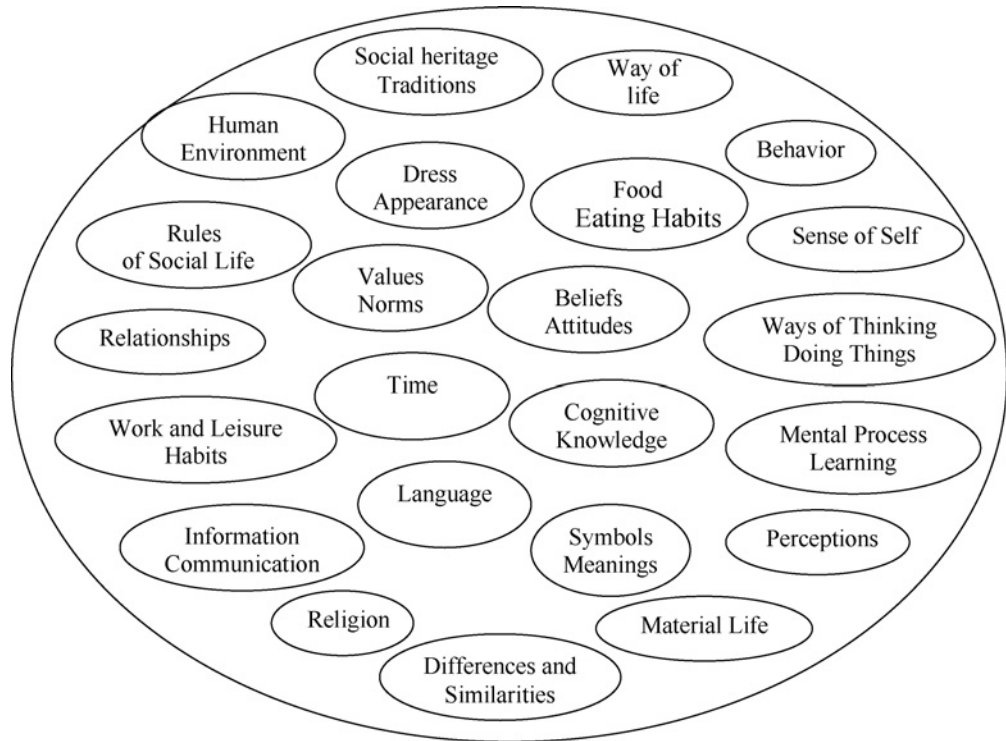 Social heritage
Traditions
Way of
life
Human
Environment
Behavior
Dress
Appearance
Food
Eating Habits
Rules
of Social Life
Sense of Self
Values
Norms
Beliefs
Attitudes
Relationships
Ways of Thinking
Doing Things
Time
Cognitive
Knowledge
Work and Leisure
Habits
Mental Process
Learning
Language
Information
Communication
Symbols
Meanings
Perceptions
Religion
Material Life
Differences and
Similarities